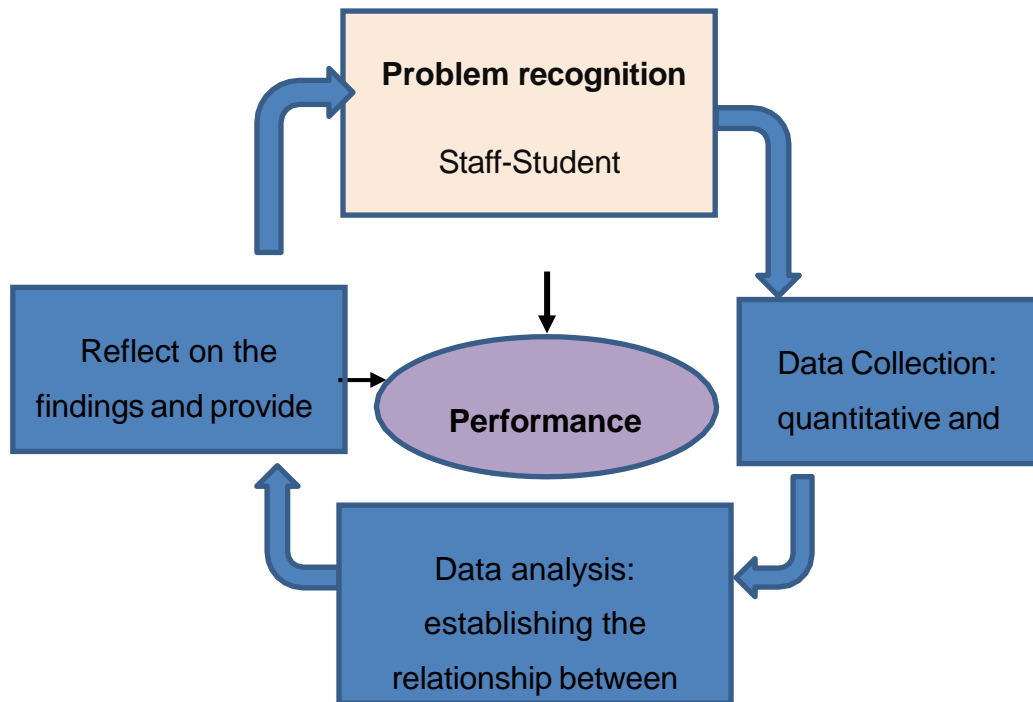 Problem recognition
Staff-Student
Data Collection:
quantitative and
Data analysis:
establishing the
relationship between
Reflect on the
findings and provide
Performance